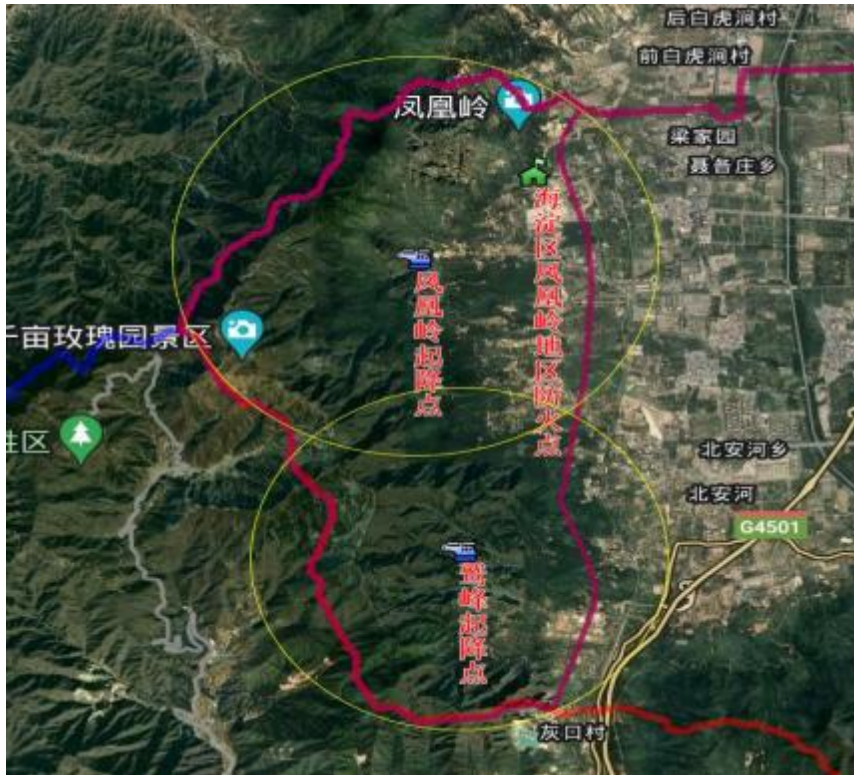 后白虎涧村
前白虎涧村
凤凰岭
梁家园
聂各庄乡
海淀区凤凰岭地区防火点
凤凰岭起降点
千亩玫瑰园景区
生区
北安河乡
北安河
G4501
鹫峰起降点
灰口村